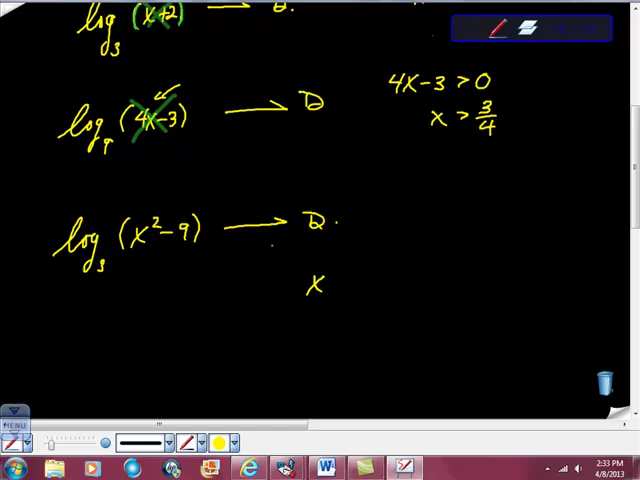 log₃ (x+2) → D.
log₉ (4x-3) → D
4x-3 > 0
x > 3/4
log₃ (x²-9) → D.
x
MENU
2:33 PM
4/8/2013